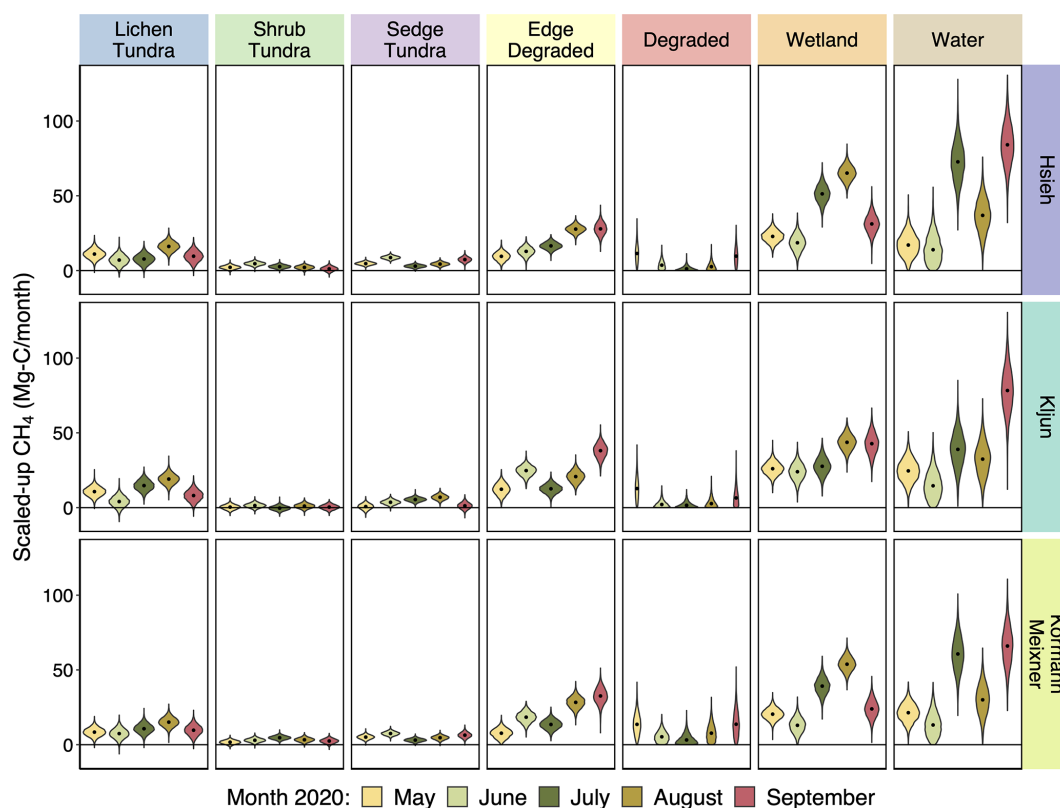 Lichen
Tundra
Shrub
Tundra
Sedge
Tundra
Edge
Degraded
Degraded
Wetland
Water
Scaled-up CH₄ (Mg-C/month)
100
50
0
Hsieh
100
50
0
Kljun
100
50
0
Kormann
Meixner
Month 2020: May June July August September